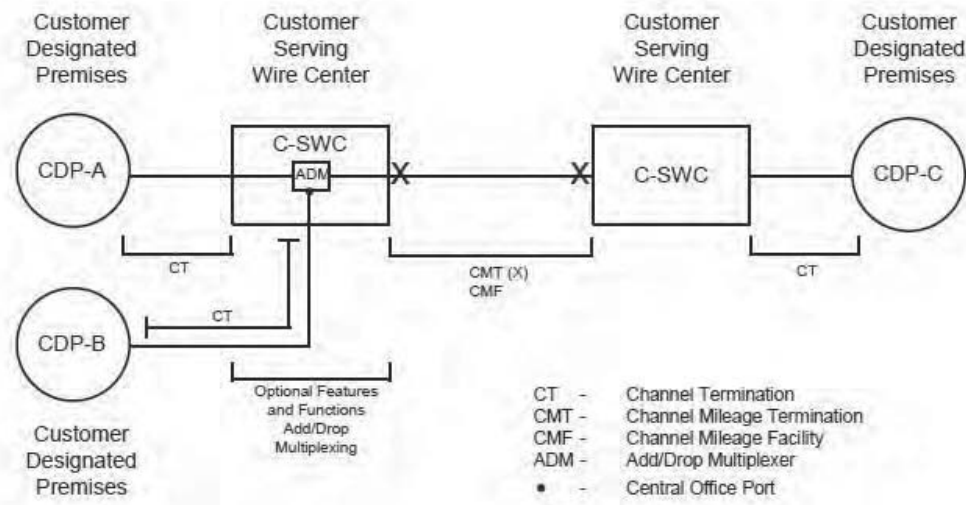 Customer
Designated
Premises
Customer
Serving
Wire Center
Customer
Serving
Wire Center
Customer
Designated
Premises
CDP-A
C-SWC
ADM
X
X
C-SWC
CDP-C
CT
CMT (X)
CMF
CT
CT
CDP-B
Optional Features
and Functions
Add/Drop
Multiplexing
Customer
Designated
Premises
CT - Channel Termination
CMT - Channel Mileage Termination
CMF - Channel Mileage Facility
ADM - Add/Drop Multiplexer
• - Central Office Port